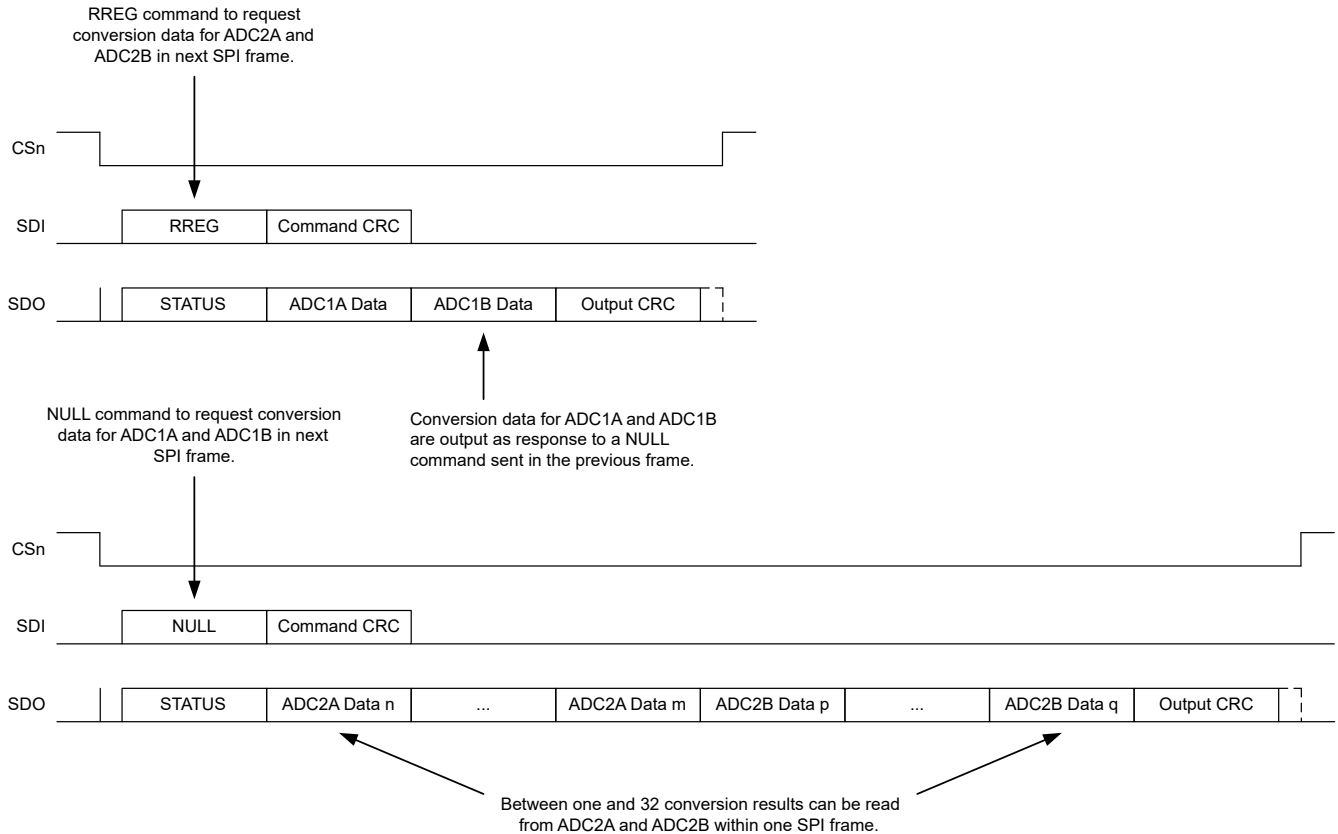 RREG command to request
conversion data for ADC2A and
ADC2B in next SPI frame.
CSn
SDI RREG Command CRC
SDO STATUS ADC1A Data ADC1B Data Output CRC
NULL command to request conversion
data for ADC1A and ADC1B in next
SPI frame.
Conversion data for ADC1A and ADC1B
are output as response to a NULL
command sent in the previous frame.
CSn
SDI NULL Command CRC
SDO STATUS ADC2A Data n ... ADC2A Data m ADC2B Data p ... ADC2B Data q Output CRC
Between one and 32 conversion results can be read
from ADC2A and ADC2B within one SPI frame.